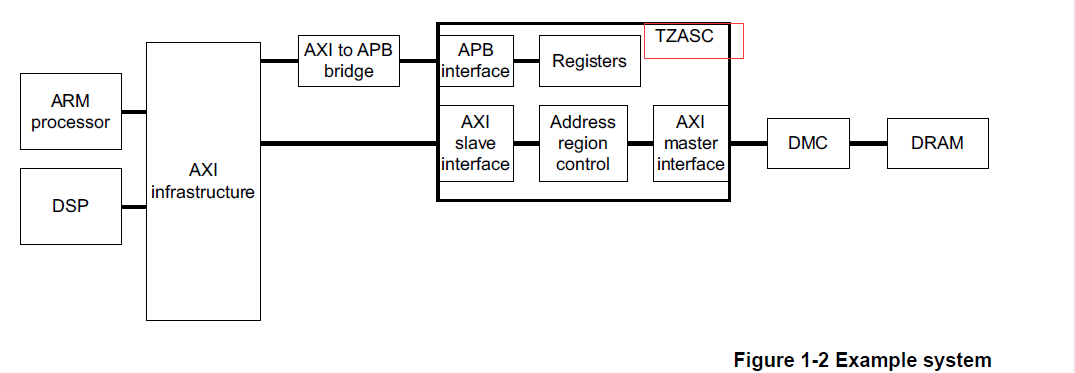 TZASC
AXI to APB
bridge
APB
interface
Registers
ARM
processor
AXI
infrastructure
AXI
slave
interface
Address
region
control
AXI
master
interface
DMC
DRAM
DSP
Figure 1-2 Example system